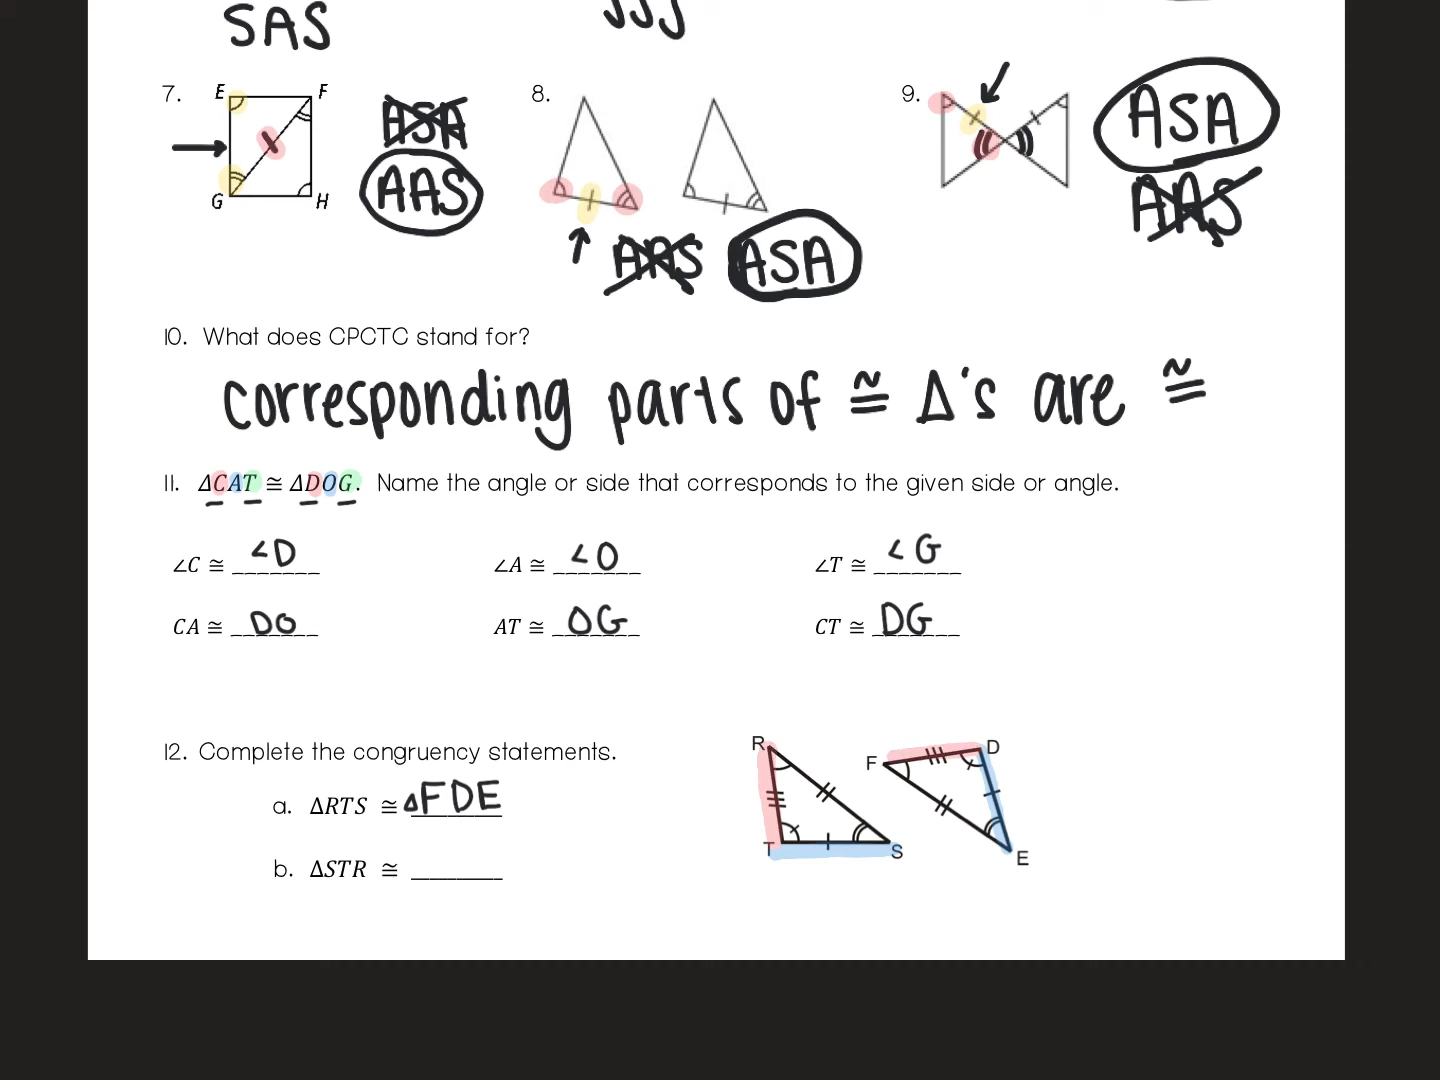 SAS
7. E F G H ASA AAS
8. AAS ASA
9. ASA AAS
10. What does CPCTC stand for?
corresponding parts of ≅ Δ's are ≅
11. ΔCAT ≅ ΔDOG. Name the angle or side that corresponds to the given side or angle.
∠C ≅ ∠D ∠A ≅ ∠O ∠T ≅ ∠G
CA ≅ DO AT ≅ OG CT ≅ DG
12. Complete the congruency statements.
a. ΔRTS ≅ ΔFDE
b. ΔSTR ≅ _______
R T S F D E